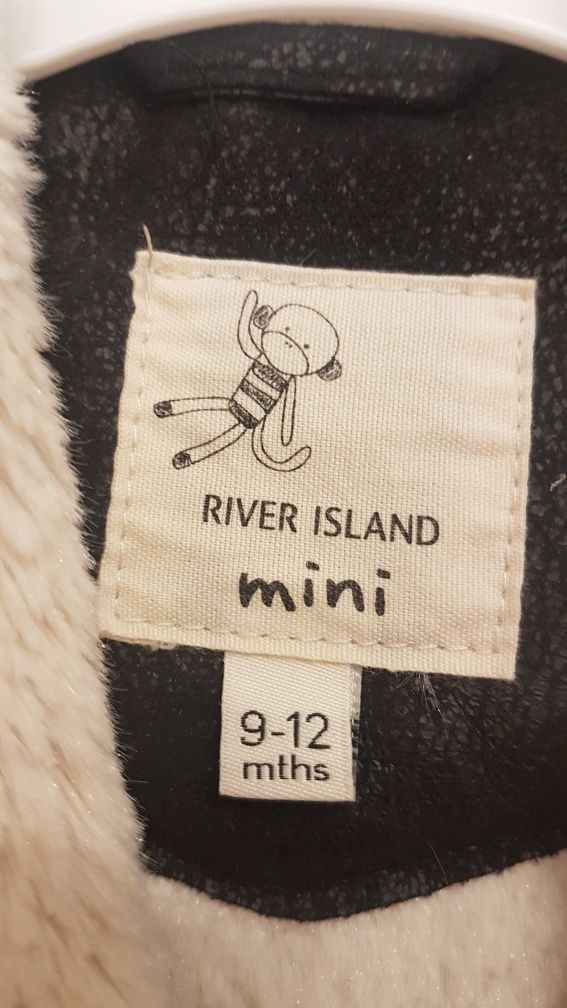 RIVER ISLAND
mini
9-12
mths